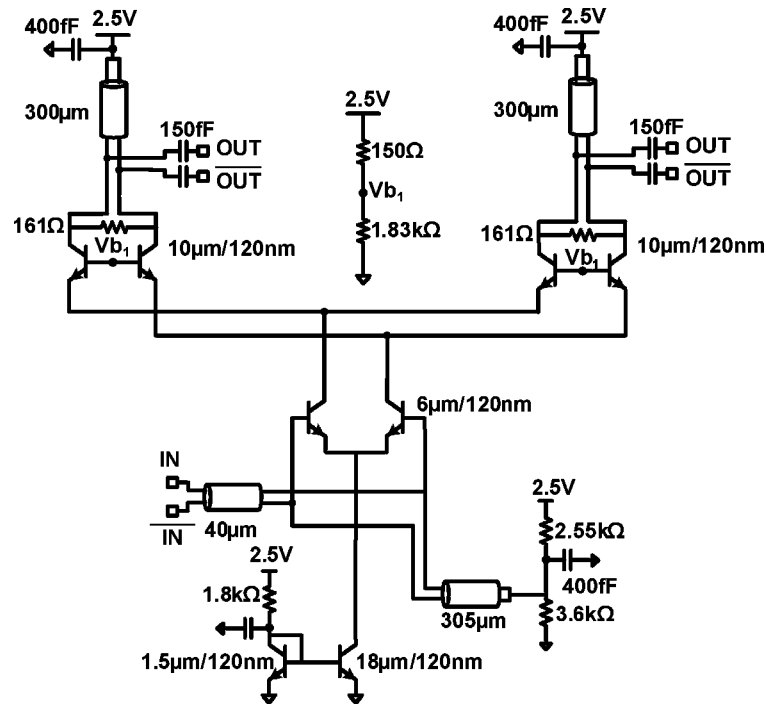 400fF
2.5V
300µm
150fF
OUT
OUT
161Ω
Vb1
10µm/120nm
2.5V
150Ω
Vb1
1.83kΩ
400fF
2.5V
300µm
150fF
OUT
OUT
161Ω
Vb1
10µm/120nm
6µm/120nm
IN
IN
40µm
2.5V
2.55kΩ
400fF
3.6kΩ
305µm
2.5V
1.8kΩ
1.5µm/120nm
18µm/120nm